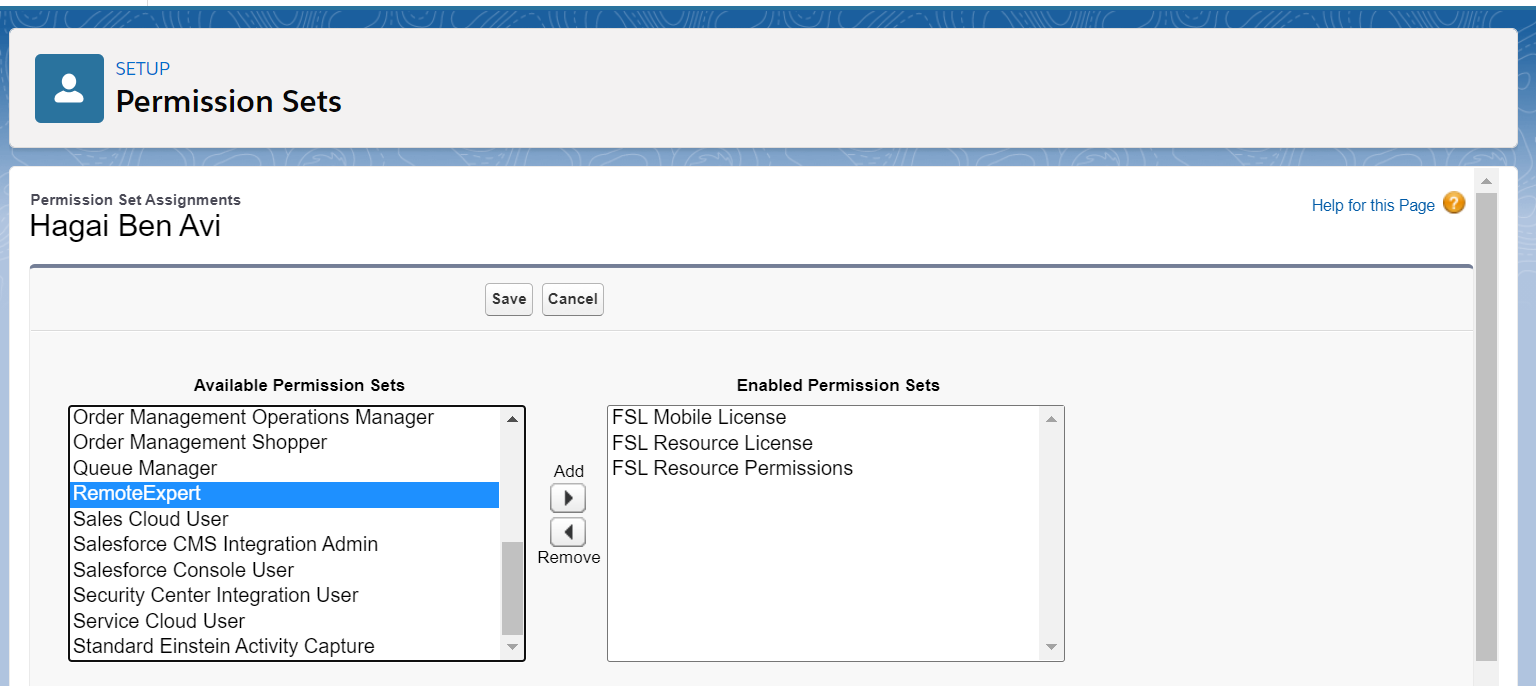 SETUP
Permission Sets
Permission Set Assignments
Hagai Ben Avi
Help for this Page ?
Save Cancel
Available Permission Sets
Order Management Operations Manager
Order Management Shopper
Queue Manager
RemoteExpert
Sales Cloud User
Salesforce CMS Integration Admin
Salesforce Console User
Security Center Integration User
Service Cloud User
Standard Einstein Activity Capture
Add
Remove
Enabled Permission Sets
FSL Mobile License
FSL Resource License
FSL Resource Permissions